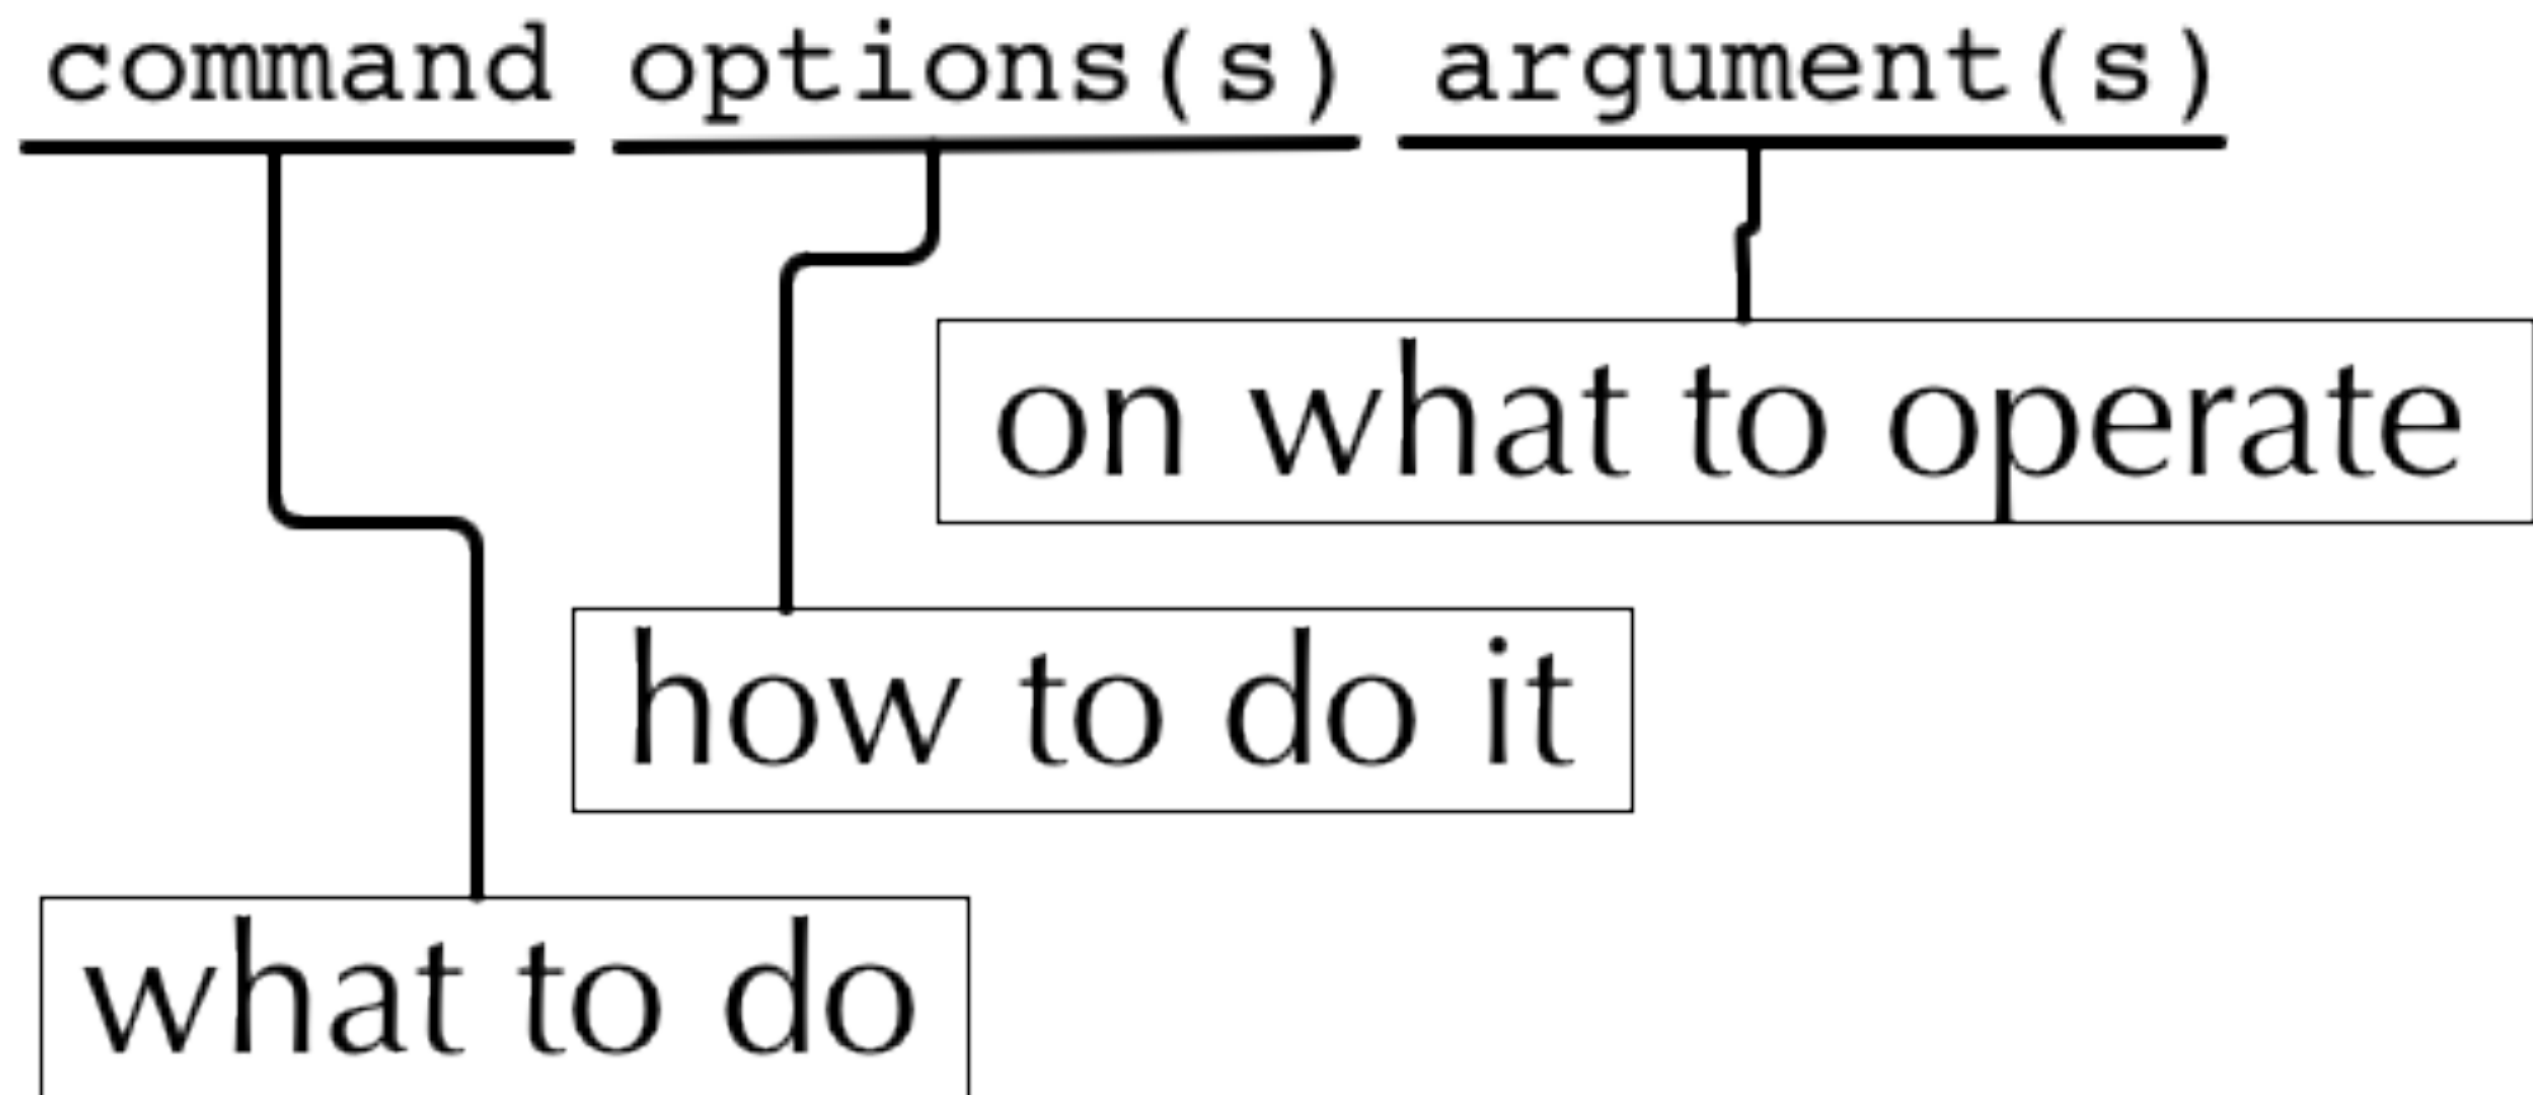 command options(s) argument(s)
on what to operate
how to do it
what to do